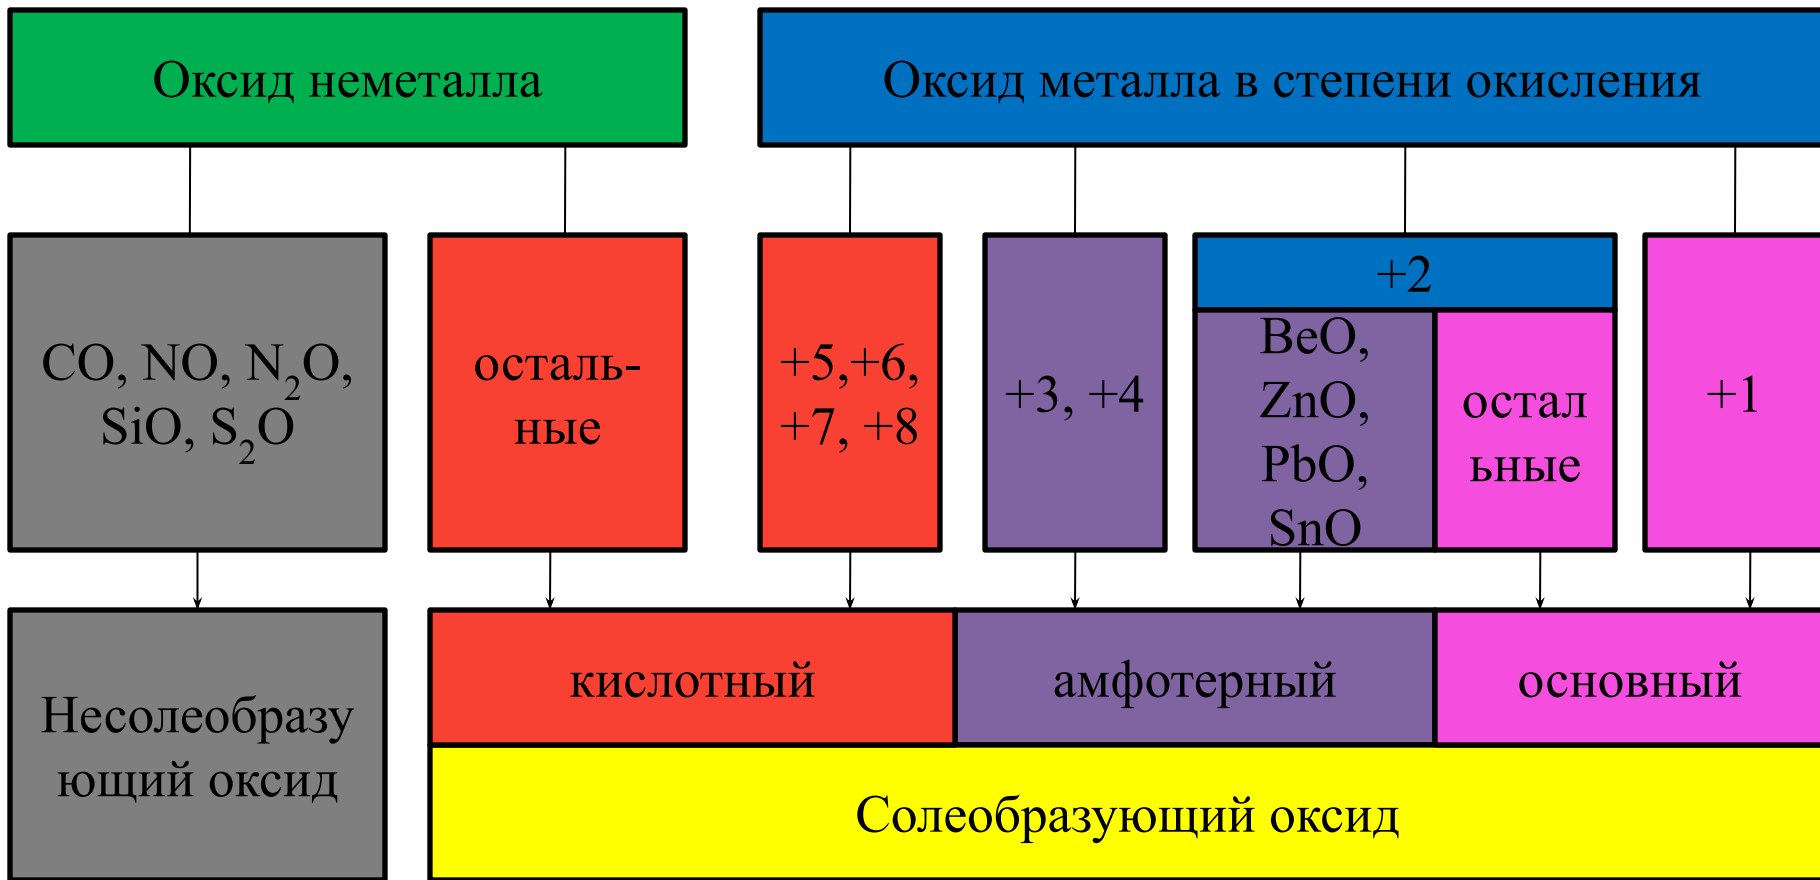 Оксид неметалла
Оксид металла в степени окисления
CO, NO, N₂O,
SiO, S₂O
осталь-
ные
+5,+6,
+7, +8
+3, +4
+2
BeO,
ZnO,
PbO,
SnO
остал
ьные
+1
Несолеобразу
ющий оксид
кислотный
амфотерный
основный
Солеобразующий оксид